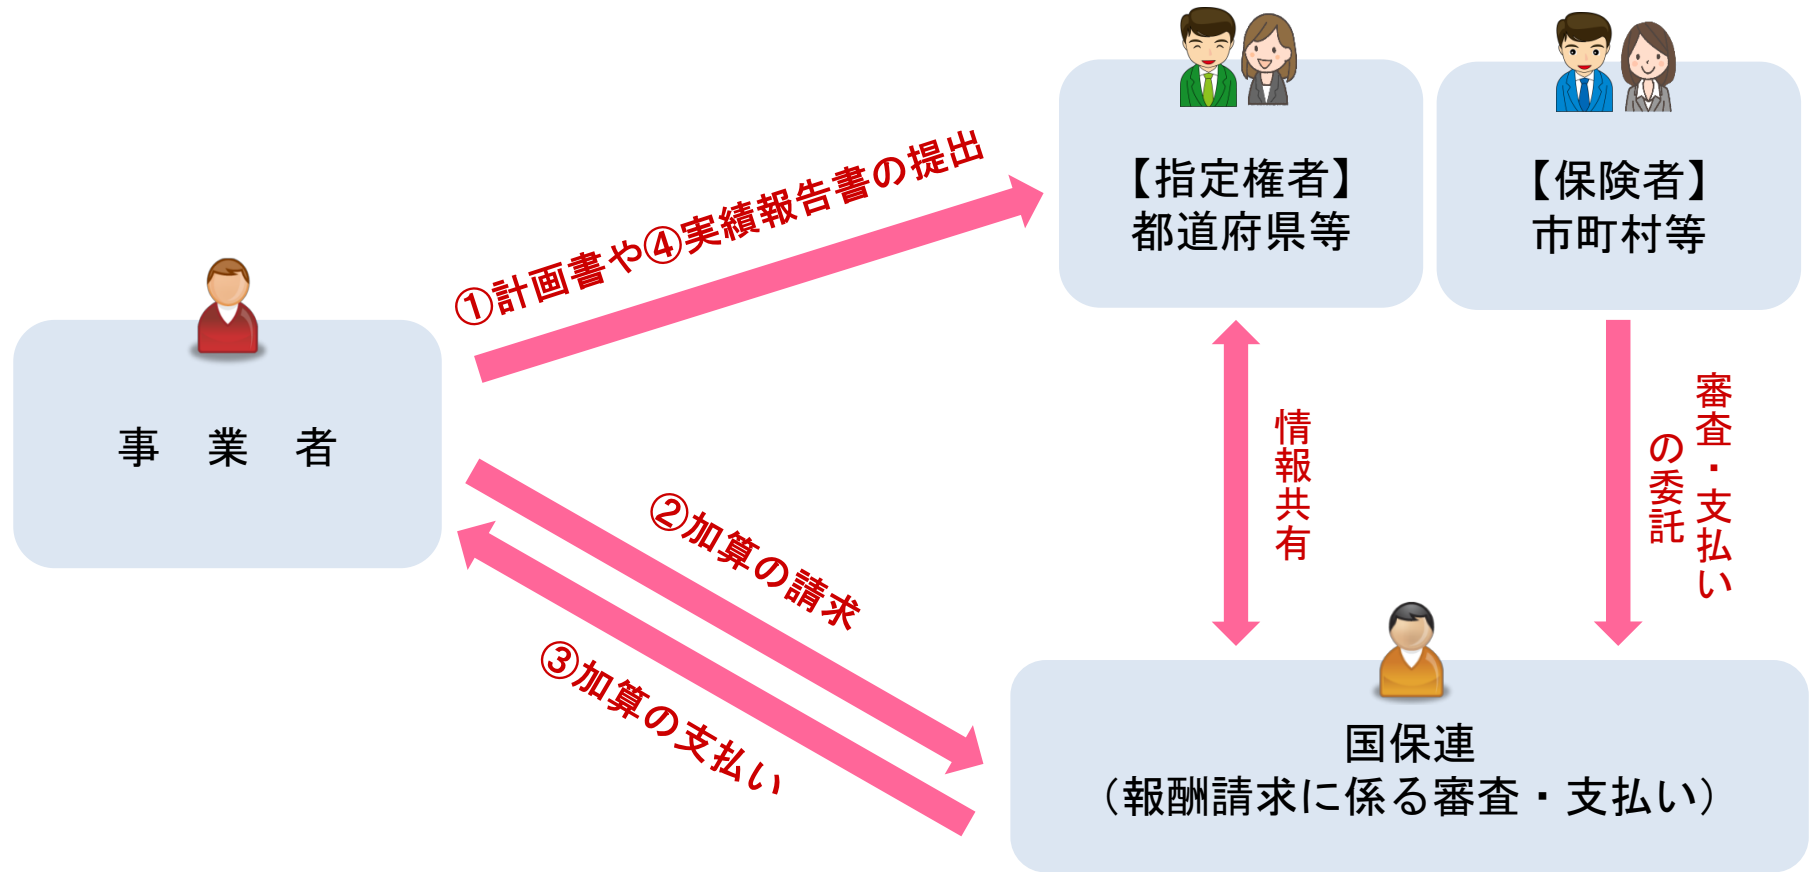 【指定権者】
都道府県等
【保険者】
市町村等
①計画書や④実績報告書の提出
事　業　者
情報共有
審査・支払い
の委託
②加算の請求
③加算の支払い
国保連
（報酬請求に係る審査・支払い）